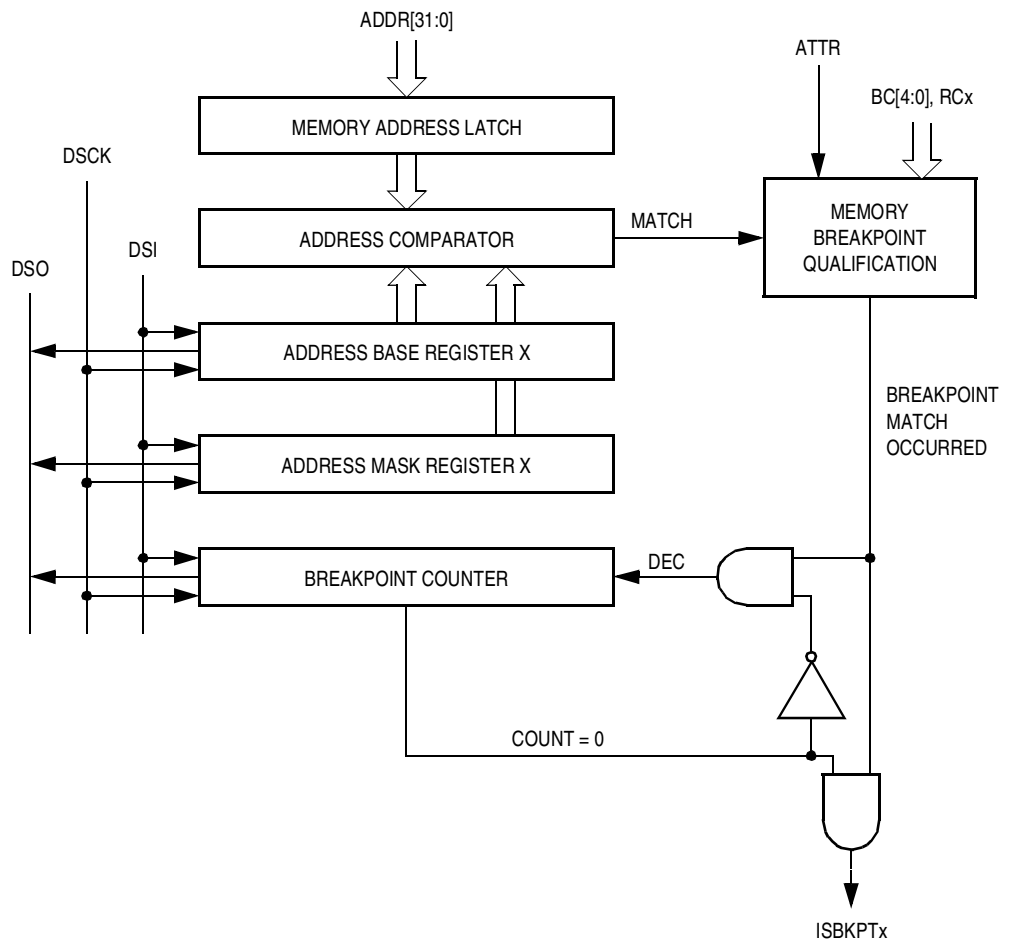 ADDR[31:0]
ATTR
BC[4:0], RCx
MEMORY ADDRESS LATCH
DSCK
ADDRESS COMPARATOR
MATCH
MEMORY
BREAKPOINT
QUALIFICATION
DSI
DSO
ADDRESS BASE REGISTER X
BREAKPOINT
MATCH
OCCURRED
ADDRESS MASK REGISTER X
BREAKPOINT COUNTER
DEC
COUNT = 0
ISBKPTx